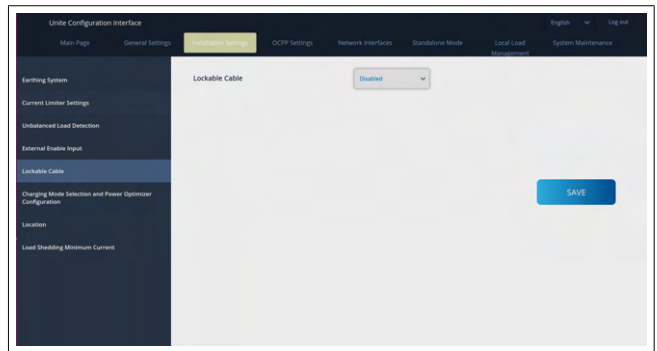 Unite Configuration Interface
English
Log out
Main Page
General Settings
Installation Settings
OCPP Settings
Network Interfaces
Standalone Mode
Local Load
Management
System Maintenance
Earthing System
Current Limiter Settings
Unbalanced Load Detection
External Enable Input
Lockable Cable
Charging Mode Selection and Power Optimizer
Configuration
Location
Load Shedding Minimum Current
Lockable Cable
Disabled
SAVE